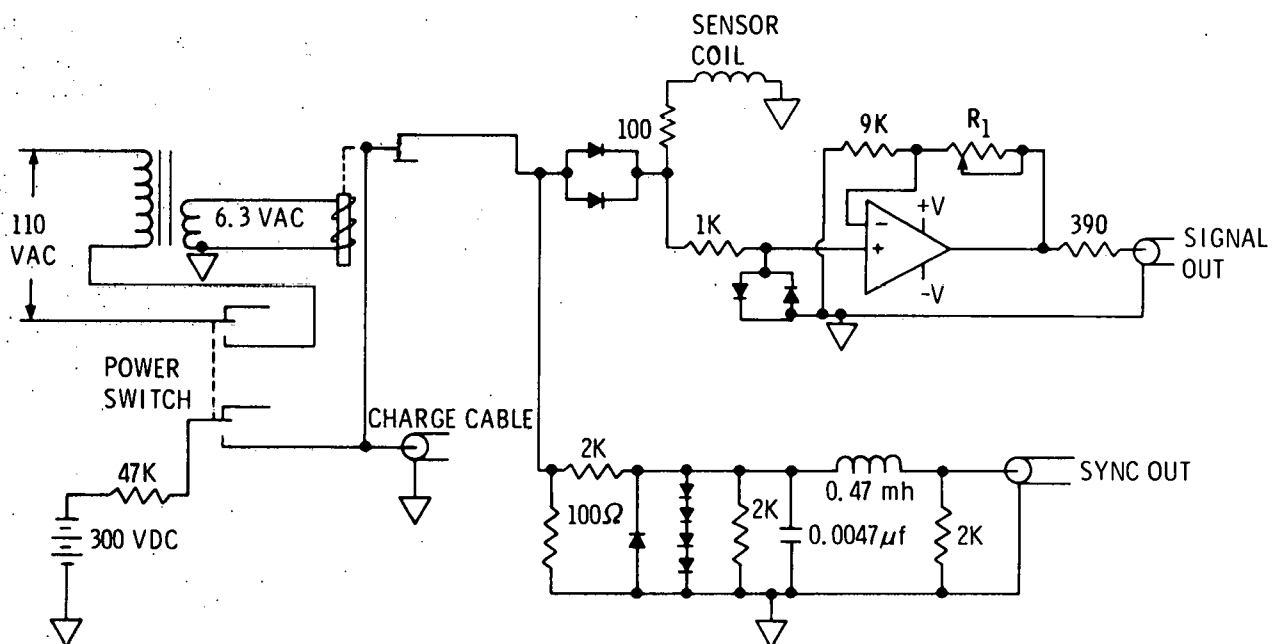 SENSOR
COIL
100
9K
R1
110
VAC
6.3 VAC
1K
+V
-
+
-V
390
SIGNAL
OUT
POWER
SWITCH
CHARGE CABLE
47K
300 VDC
2K
100Ω
2K
0.47 mh
0.0047μf
2K
SYNC OUT